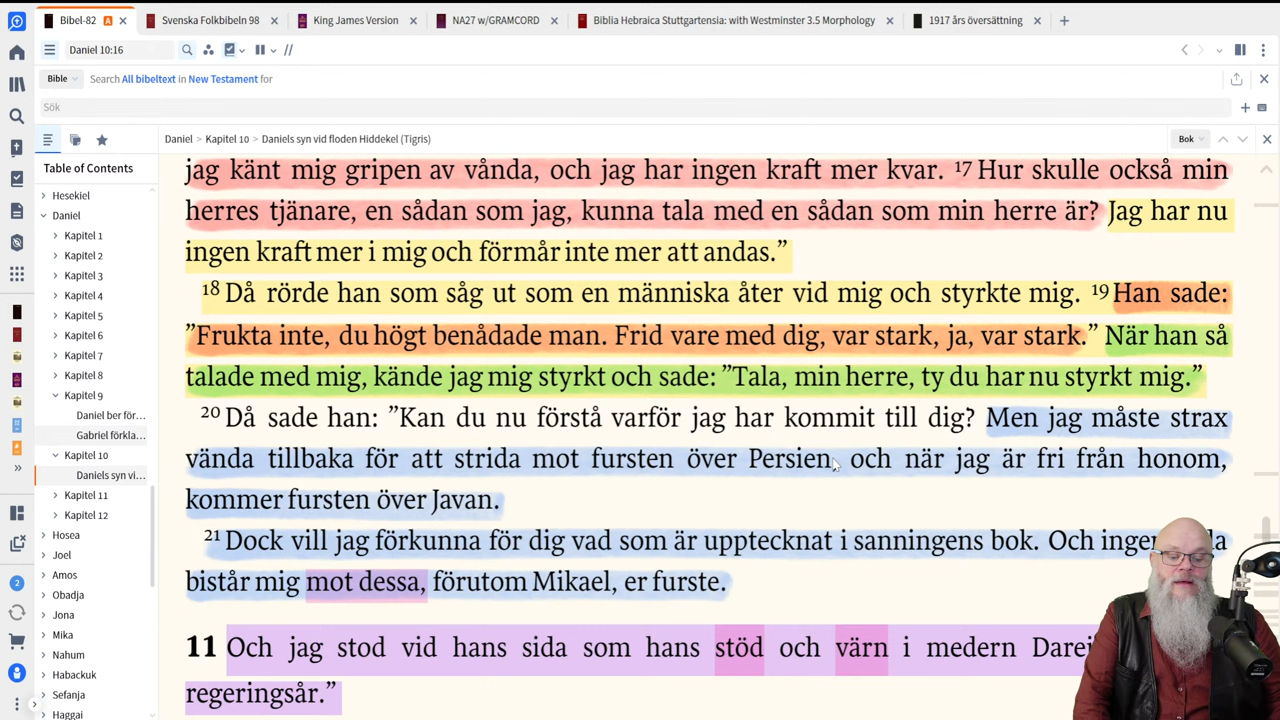 Bibel-82 A
Svenska Folkbibeln 98
King James Version
NA27 w/GRAMCORD
Biblia Hebraica Stuttgartensia: with Westminster 3.5 Morphology
1917 års översättning
Daniel 10:16
Bible Search All bibeltext in New Testament for
Sök
Daniel > Kapitel 10 > Daniels syn vid floden Hiddekel (Tigris)
Bok
Table of Contents
Hesekiel
Daniel
Kapitel 1
Kapitel 2
Kapitel 3
Kapitel 4
Kapitel 5
Kapitel 6
Kapitel 7
Kapitel 8
Kapitel 9
Daniel ber för...
Gabriel förkla...
Kapitel 10
Daniels syn vi...
Kapitel 11
Kapitel 12
Hosea
Joel
Amos
Obadja
Jona
Mika
Nahum
Habackuk
Sefanja
Haggai
2
jag känt mig gripen av vånda, och jag har ingen kraft mer kvar. 17 Hur skulle också min
herres tjänare, en sådan som jag, kunna tala med en sådan som min herre är? Jag har nu
ingen kraft mer i mig och förmår inte mer att andas.”
18 Då rörde han som såg ut som en människa åter vid mig och styrkte mig. 19 Han sade:
”Frukta inte, du högt benådade man. Frid vare med dig, var stark, ja, var stark.” När han så
talade med mig, kände jag mig styrkt och sade: ”Tala, min herre, ty du har nu styrkt mig.”
20 Då sade han: ”Kan du nu förstå varför jag har kommit till dig? Men jag måste strax
vända tillbaka för att strida mot fursten över Persien, och när jag är fri från honom,
kommer fursten över Javan.
21 Dock vill jag förkunna för dig vad som är upptecknat i sanningens bok. Och ingen
bistår mig mot dessa, förutom Mikael, er furste.
11 Och jag stod vid hans sida som hans stöd och värn i medern
regeringsår.”